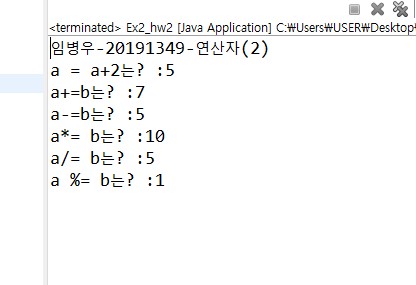 <terminated> Ex2_hw2 [Java Application] C:₩Users₩USER₩Desktop₩
임병우-20191349-연산자(2)
a = a+2는? :5
a+=b는? :7
a-=b는? :5
a*= b는? :10
a/= b는? :5
a %= b는? :1